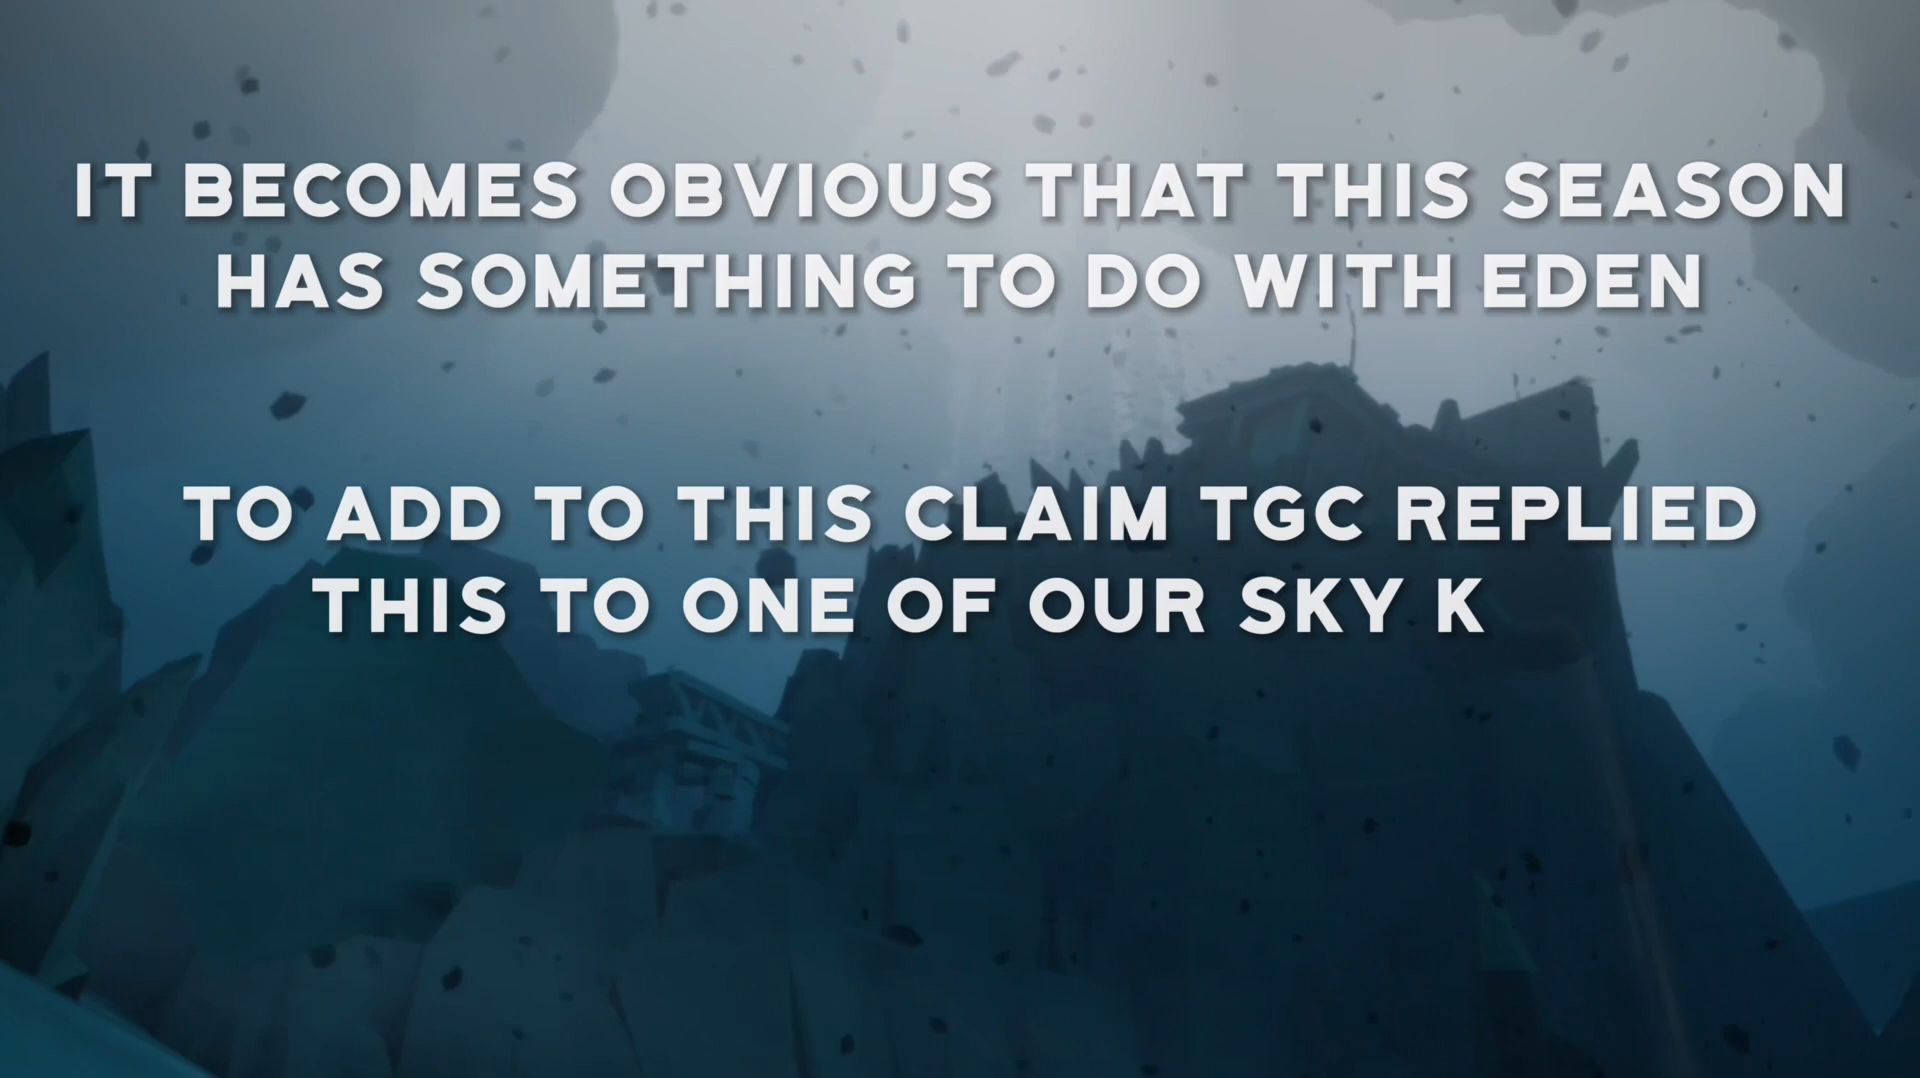 IT BECOMES OBVIOUS THAT THIS SEASON
HAS SOMETHING TO DO WITH EDEN
TO ADD TO THIS CLAIM TGC REPLIED
THIS TO ONE OF OUR SKY K